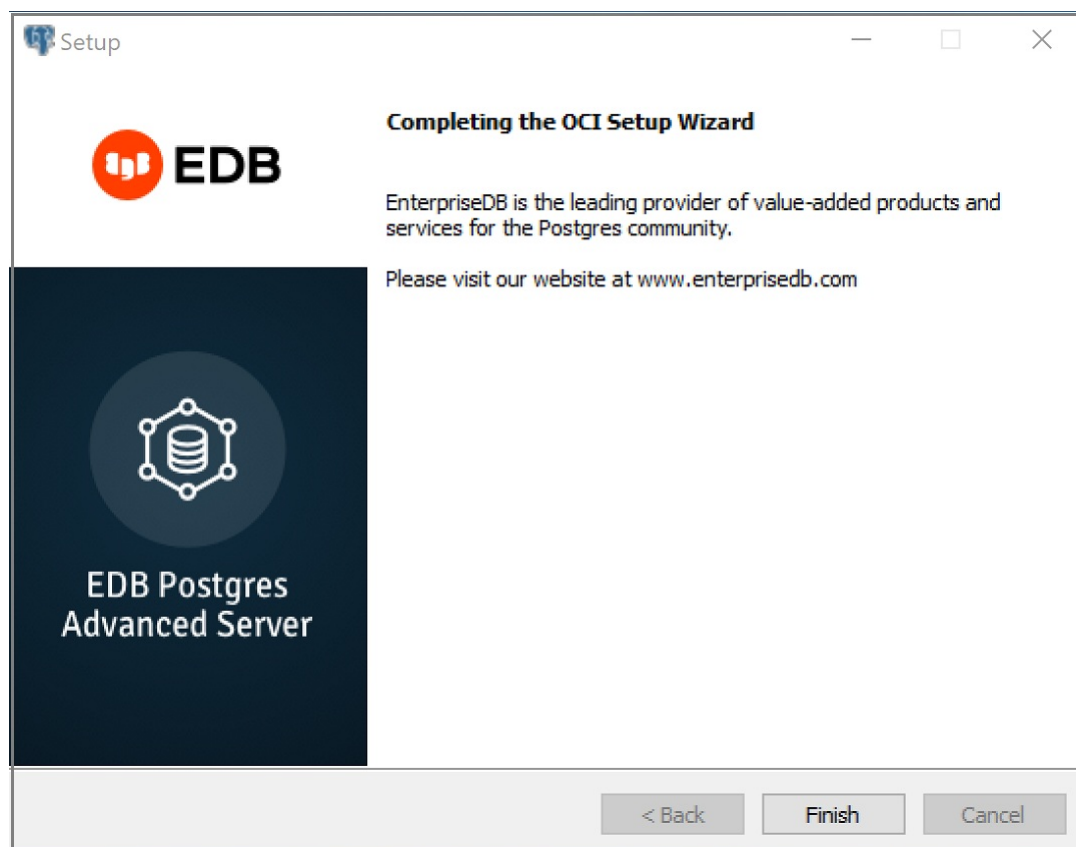 Setup
EDB
Completing the OCI Setup Wizard
EnterpriseDB is the leading provider of value-added products and
services for the Postgres community.
Please visit our website at www.enterprisedb.com
EDB Postgres
Advanced Server
< Back
Finish
Cancel